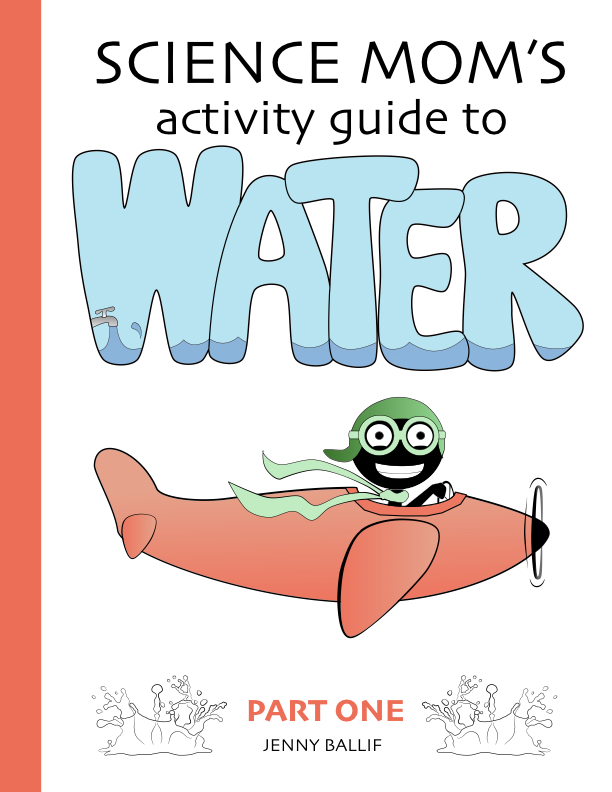 SCIENCE MOM'S
activity guide to
WATER
PART ONE
JENNY BALLIF